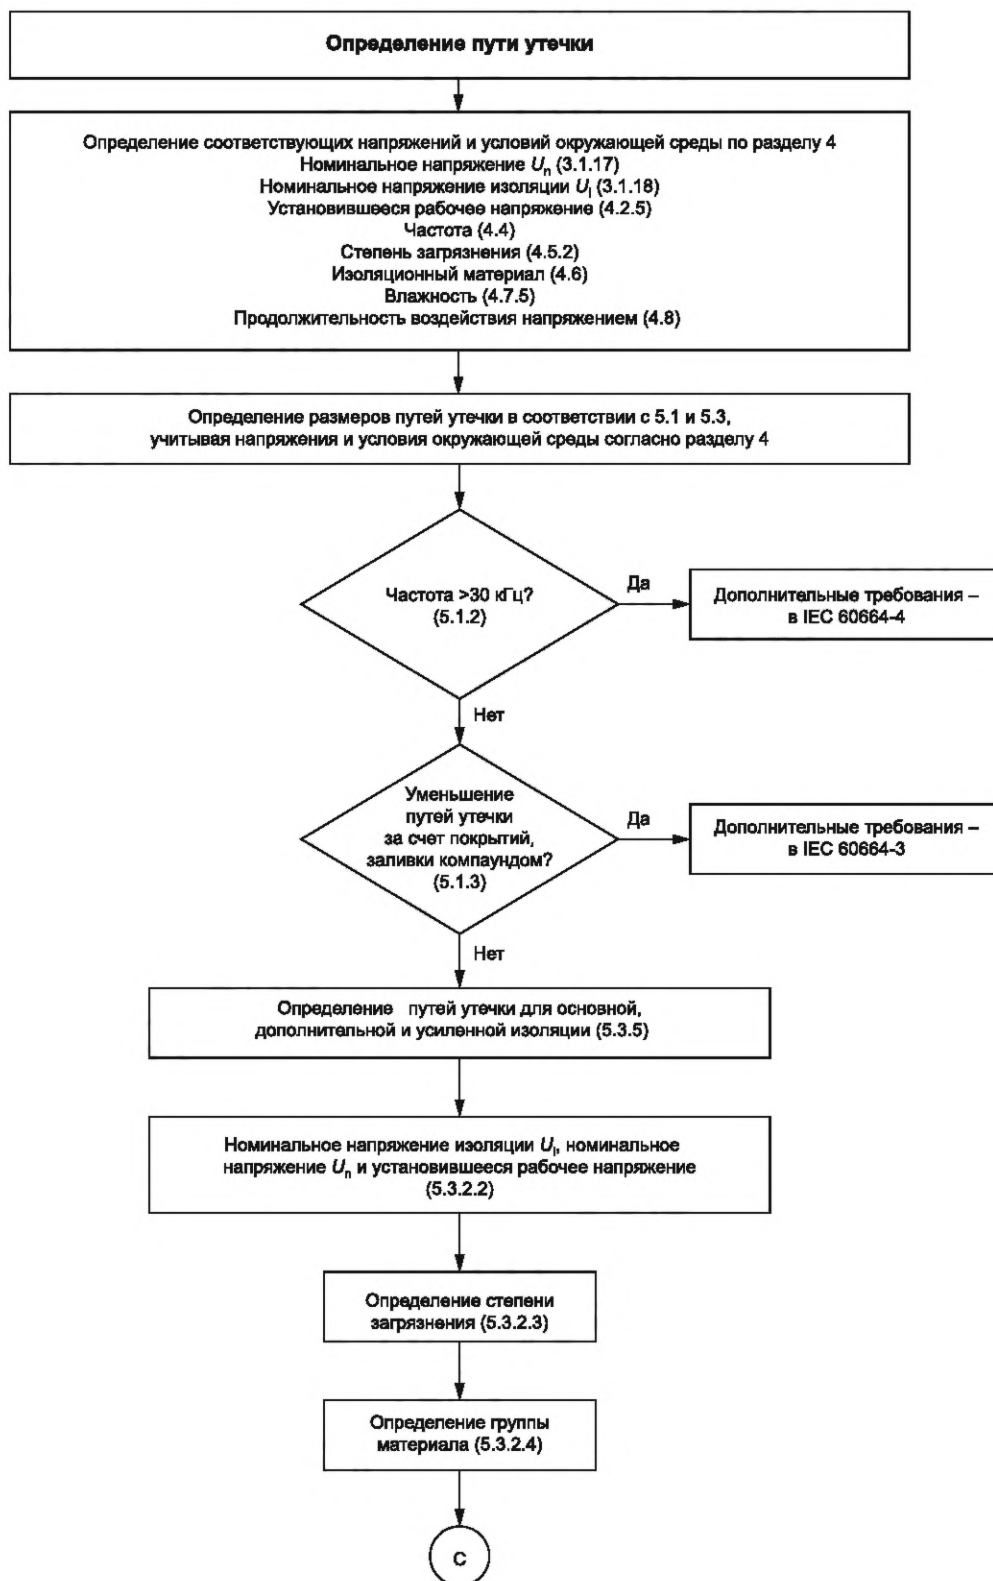 Определение пути утечки
Определение соответствующих напряжений и условий окружающей среды по разделу 4
Номинальное напряжение Un (3.1.17)
Номинальное напряжение изоляции Ui (3.1.18)
Установившееся рабочее напряжение (4.2.5)
Частота (4.4)
Степень загрязнения (4.5.2)
Изоляционный материал (4.6)
Влажность (4.7.5)
Продолжительность воздействия напряжением (4.8)
Определение размеров путей утечки в соответствии с 5.1 и 5.3,
учитывая напряжения и условия окружающей среды согласно разделу 4
Частота >30 кГц?
(5.1.2)
Да
Дополнительные требования –
в IEC 60664-4
Нет
Уменьшение
путей утечки
за счет покрытий,
заливки компаундом?
(5.1.3)
Да
Дополнительные требования –
в IEC 60664-3
Нет
Определение путей утечки для основной,
дополнительной и усиленной изоляции (5.3.5)
Номинальное напряжение изоляции Ui, номинальное
напряжение Un и установившееся рабочее напряжение
(5.3.2.2)
Определение степени
загрязнения (5.3.2.3)
Определение группы
материала (5.3.2.4)
С